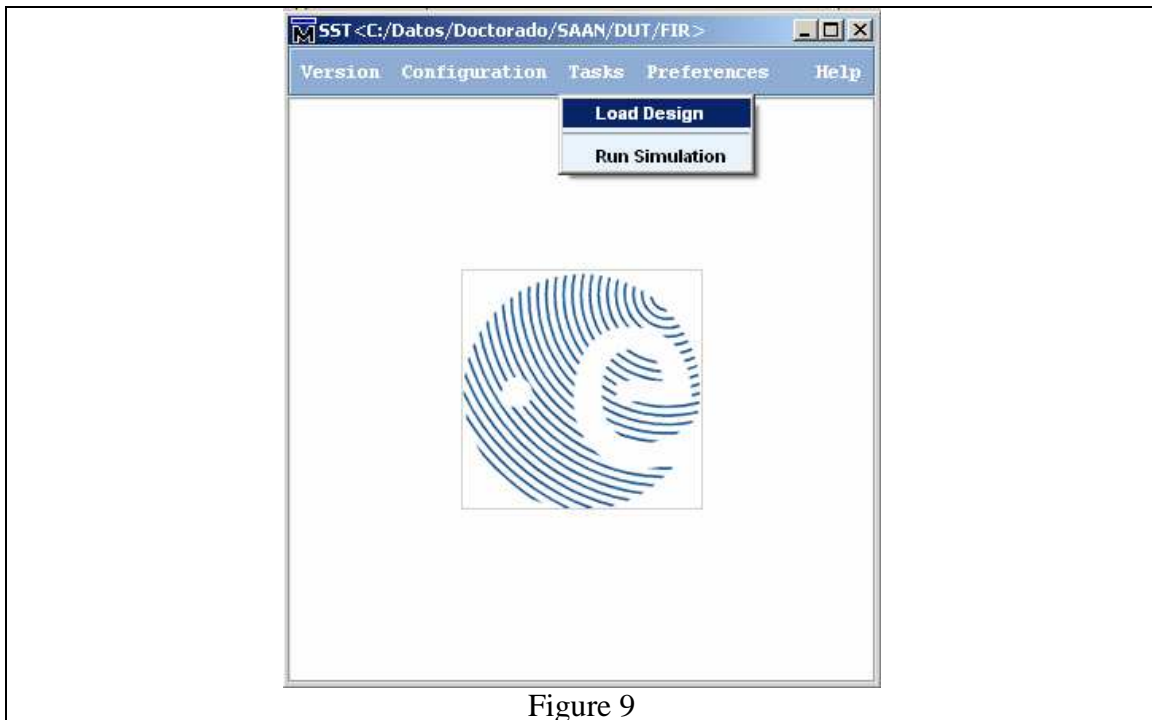 SST<C:/Datos/Doctorado/SAAN/DUT/FIR>
Version Configuration Tasks Preferences Help
Load Design
Run Simulation
Figure 9